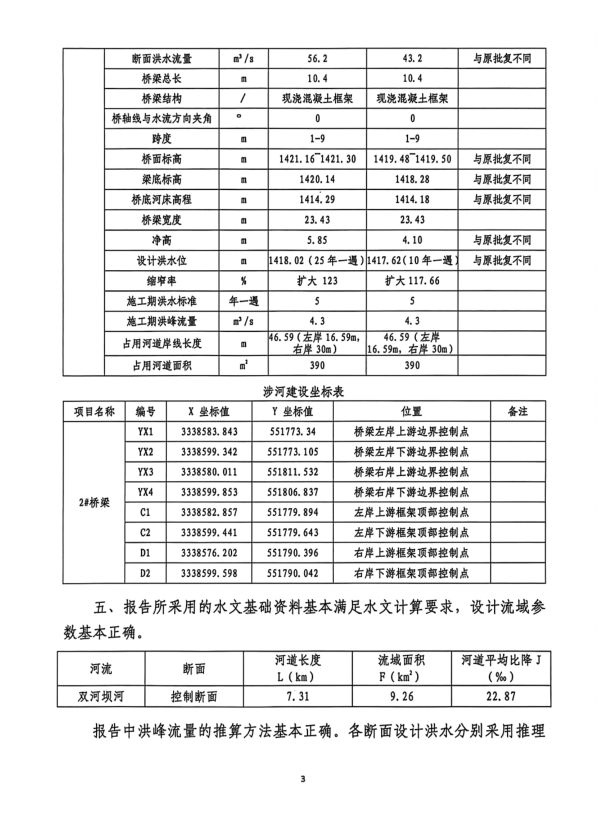 断面洪水流量 m³/s 56.2 43.2 与原批复不同
桥梁总长 m 10.4 10.4
桥梁结构 / 现浇混凝土框架 现浇混凝土框架
桥轴线与水流方向夹角 ° 0 0
跨度 m 1-9 1-9
桥面标高 m 1421.16~1421.30 1419.48~1419.50 与原批复不同
梁底标高 m 1420.14 1418.28 与原批复不同
桥底河床高程 m 1414.29 1414.18 与原批复不同
桥梁宽度 m 23.43 23.43
净高 m 5.85 4.10 与原批复不同
设计洪水位 m 1418.02（25年一遇） 1417.62（10年一遇） 与原批复不同
缩窄率 % 扩大 123 扩大 117.66
施工期洪水标准 年一遇 5 5
施工期洪峰流量 m³/s 4.3 4.3
占用河道岸线长度 m 46.59（左岸 16.59m，右岸 30m） 46.59（左岸 16.59m，右岸 30m）
占用河道面积 m² 390 390
涉河建设坐标表
项目名称 编号 X 坐标值 Y 坐标值 位置 备注
2#桥梁
YX1 3338583.843 551773.34 桥梁左岸上游边界控制点
YX2 3338599.342 551773.105 桥梁左岸下游边界控制点
YX3 3338580.011 551811.532 桥梁右岸上游边界控制点
YX4 3338599.853 551806.837 桥梁右岸下游边界控制点
C1 3338582.857 551779.894 左岸上游框架顶部控制点
C2 3338599.441 551779.643 左岸下游框架顶部控制点
D1 3338576.202 551790.396 右岸上游框架顶部控制点
D2 3338599.598 551790.042 右岸下游框架顶部控制点
五、报告所采用的水文基础资料基本满足水文计算要求，设计流域参
数基本正确。
河流 断面 河道长度 L（km） 流域面积 F（km²） 河道平均比降 J（‰）
双河坝河 控制断面 7.31 9.26 22.87
报告中洪峰流量的推算方法基本正确。各断面设计洪水分别采用推理
3